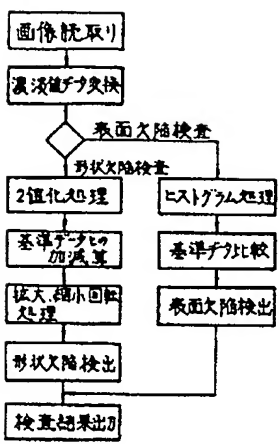 画像読取り
濃淡値データ変換
表面欠陥検査
形状欠陥検査
2値化処理
基準データとの
加減算
拡大、縮小回転
処理
形状欠陥検出
ヒストグラム処理
基準データ比較
表面欠陥検出
検査結果出力